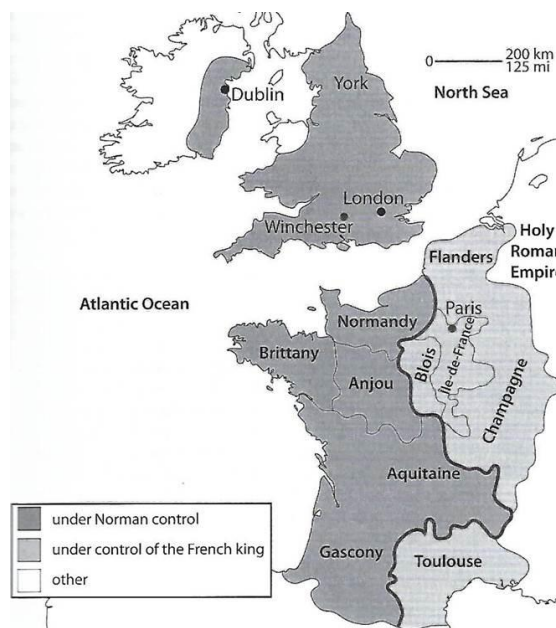 0
200 km
125 mi
Dublin
York
North Sea
London
Winchester
Holy
Roman
Empire
Flanders
Atlantic Ocean
Paris
Normandy
Île-de-France
Brittany
Blois
Anjou
Champagne
Aquitaine
under Norman control
under control of the French king
Gascony
Toulouse
other